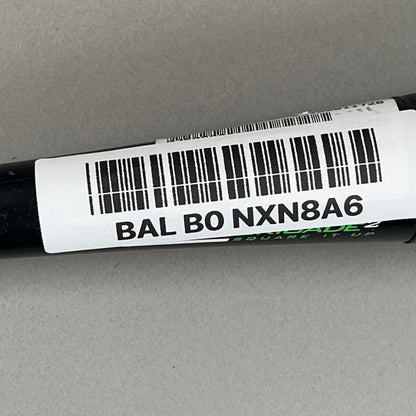 BAL B0 NXN8A6
SQUARE IT UP